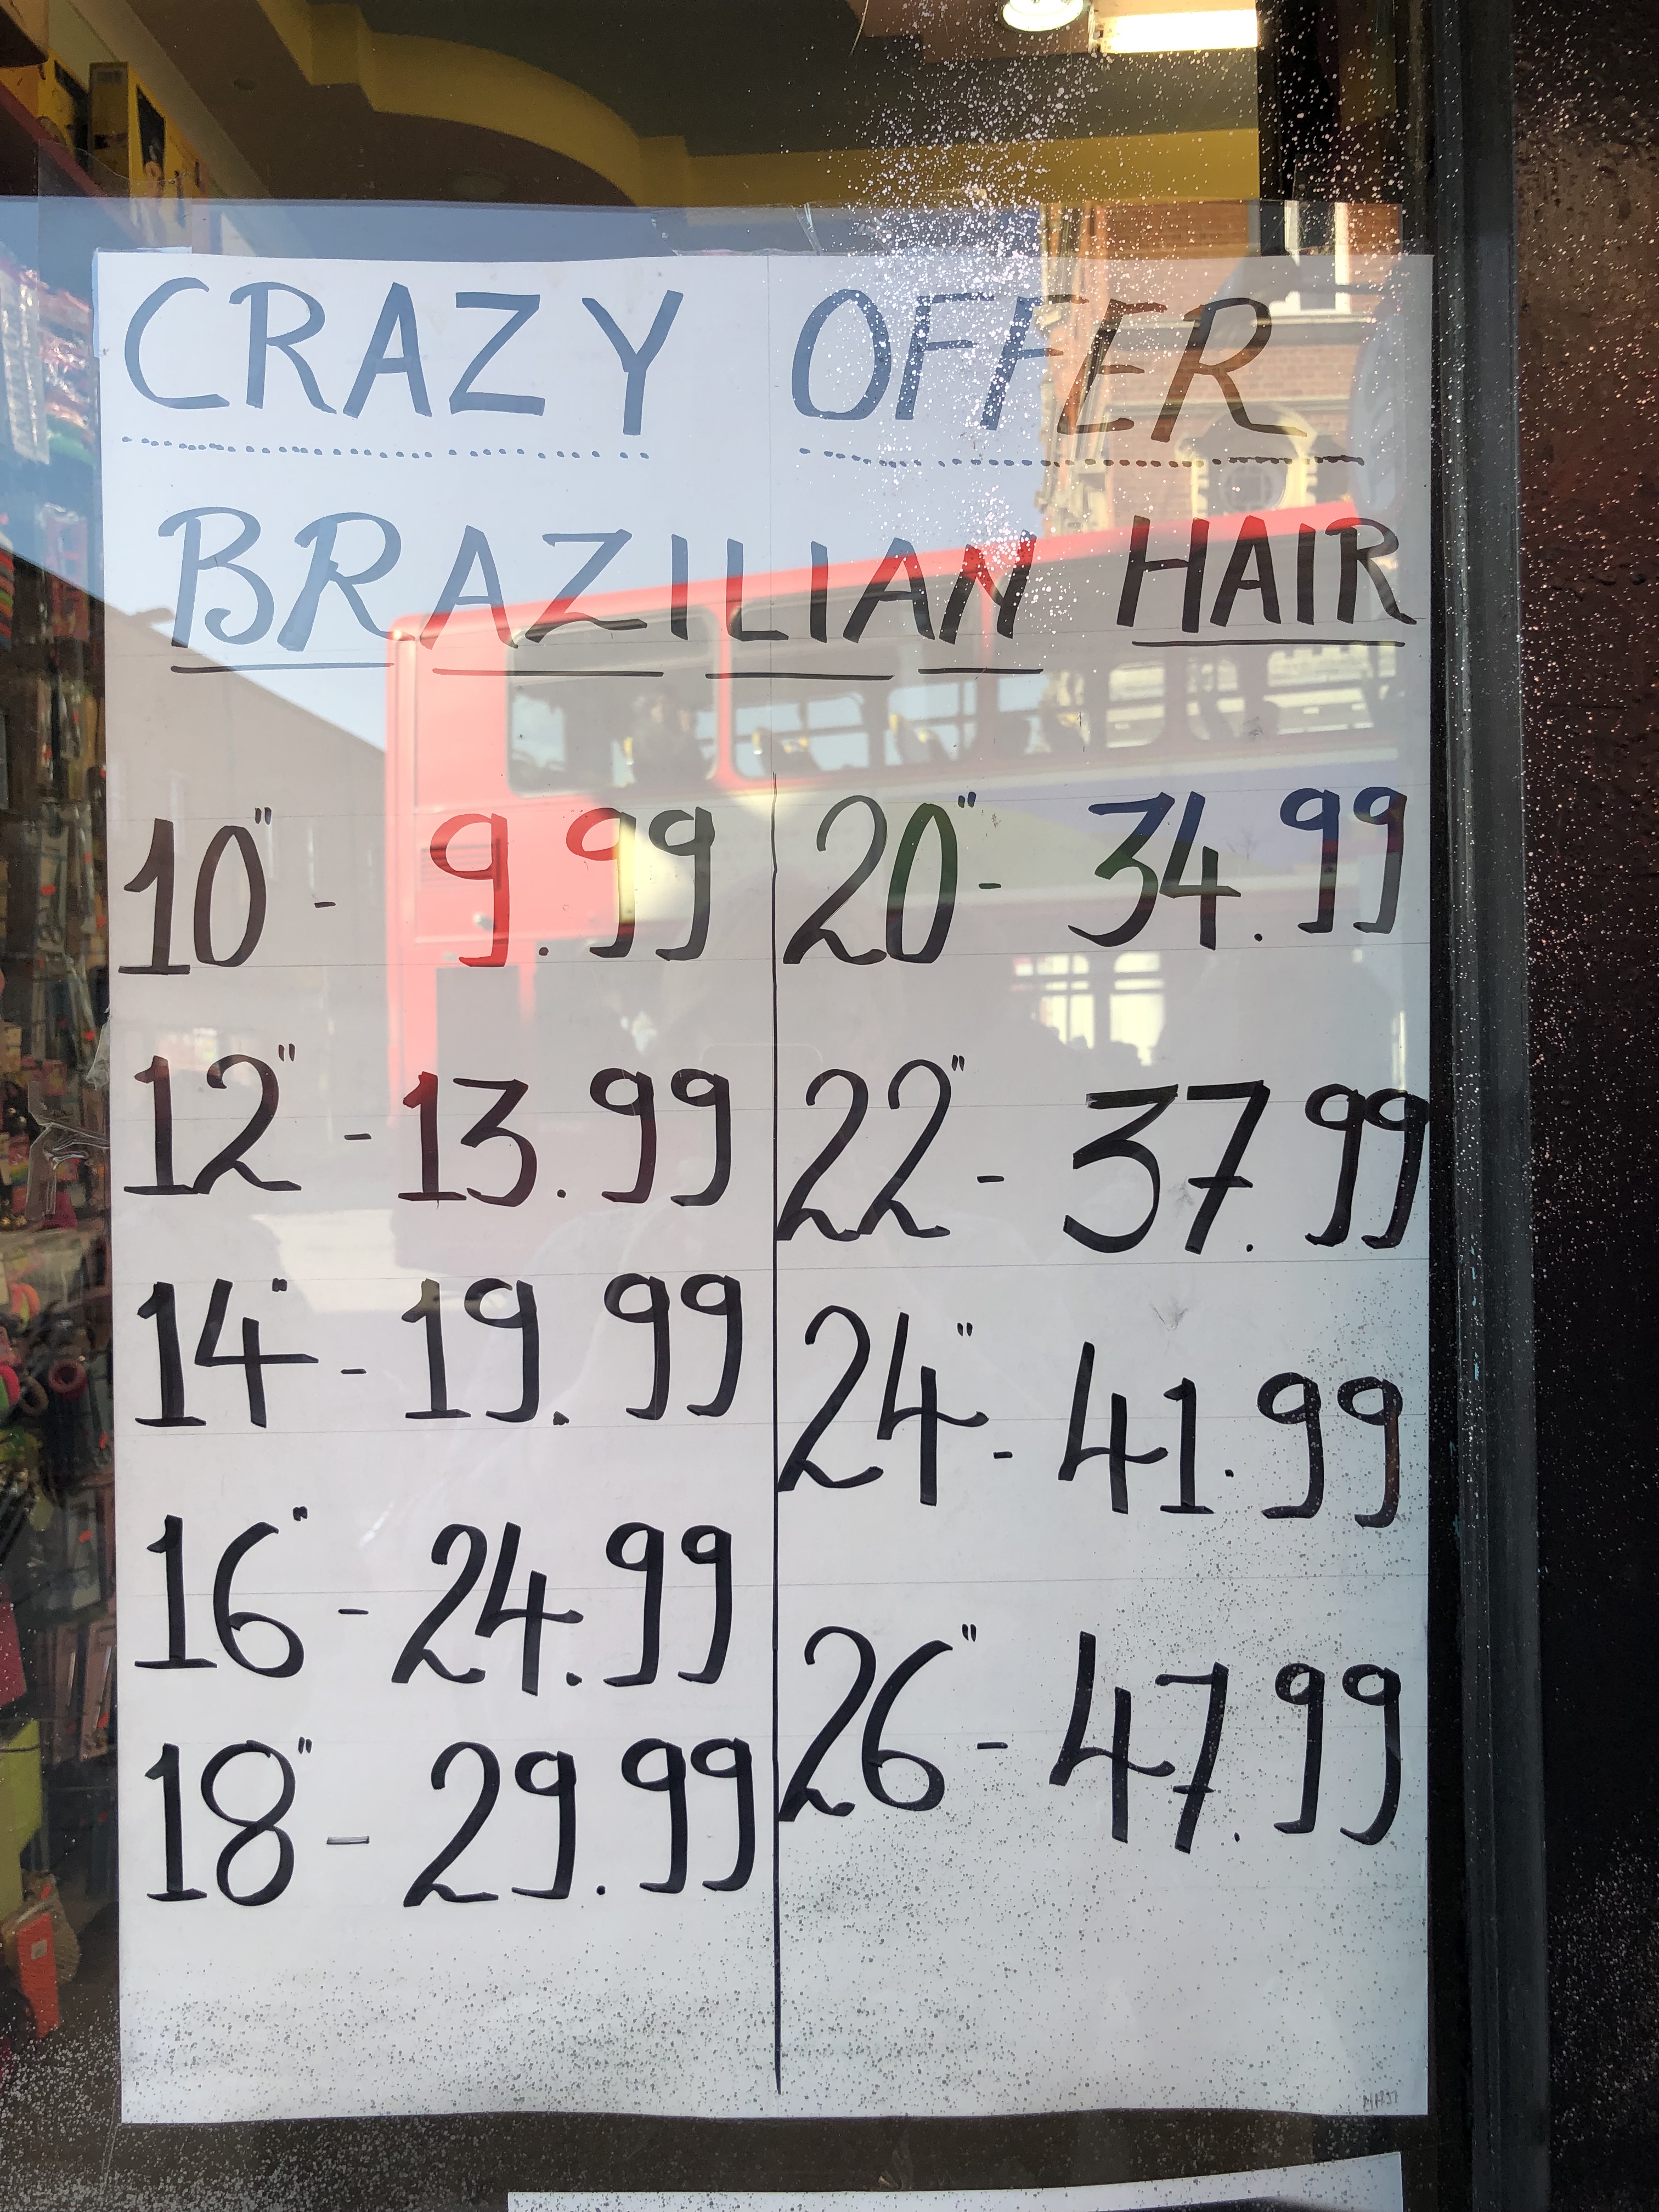 CRAZY OFFER
BRAZILIAN HAIR
10" - 9.99
12" - 13.99
14" - 19.99
16" - 24.99
18" - 29.99
20" - 34.99
22" - 37.99
24" - 41.99
26" - 47.99